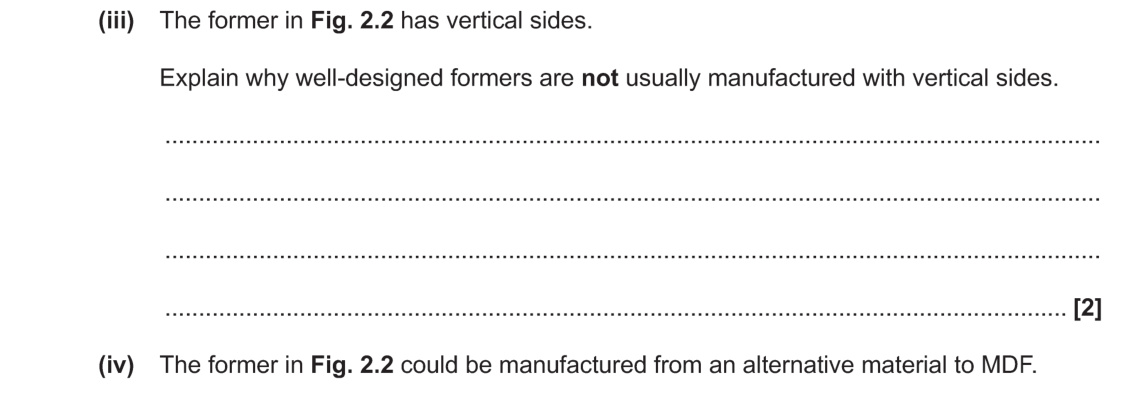 (iii) The former in Fig. 2.2 has vertical sides.
Explain why well-designed formers are not usually manufactured with vertical sides.
....................................................................................................
....................................................................................................
....................................................................................................
.................................................................................................... [2]
(iv) The former in Fig. 2.2 could be manufactured from an alternative material to MDF.